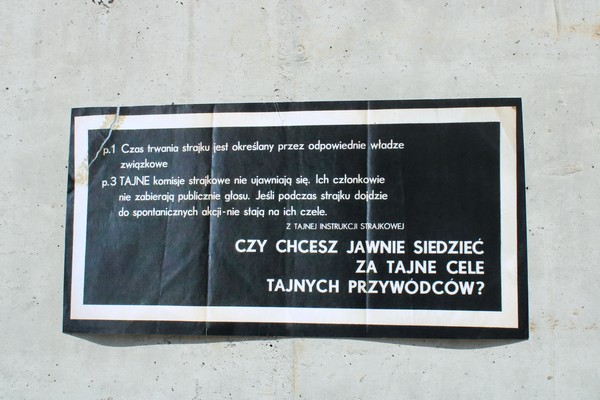 p.1 Czas trwania strajku jest określany przez odpowiednie władze
związkowe
p.3 TAJNE komisje strajkowe nie ujawniają się. Ich członkowie
nie zabierają publicznie głosu. Jeśli podczas strajku dojdzie
do spontanicznych akcji-nie stają na ich czele.
Z TAJNEJ INSTRUKCJI STRAJKOWEJ
CZY CHCESZ JAWNIE SIEDZIEĆ
ZA TAJNE CELE
TAJNYCH PRZYWÓDCÓW?